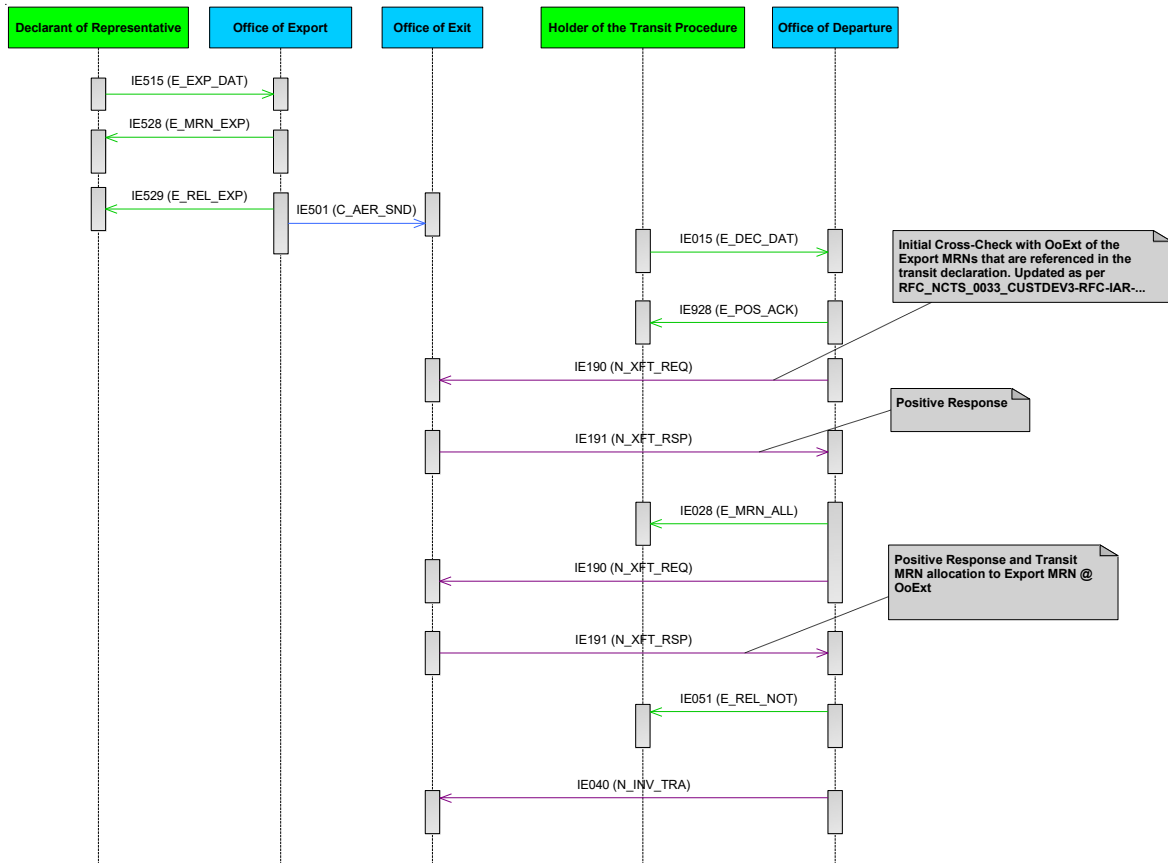 Declarant of Representative
Office of Export
Office of Exit
Holder of the Transit Procedure
Office of Departure
IE515 (E_EXP_DAT)
IE528 (E_MRN_EXP)
IE529 (E_REL_EXP)
IE501 (C_AER_SND)
IE015 (E_DEC_DAT)
Initial Cross-Check with OoExt of the
Export MRNs that are referenced in the
transit declaration. Updated as per
RFC_NCTS_0033_CUSTDEV3-RFC-IAR-...
IE928 (E_POS_ACK)
IE190 (N_XFT_REQ)
Positive Response
IE191 (N_XFT_RSP)
IE028 (E_MRN_ALL)
Positive Response and Transit
MRN allocation to Export MRN @
OoExt
IE190 (N_XFT_REQ)
IE191 (N_XFT_RSP)
IE051 (E_REL_NOT)
IE040 (N_INV_TRA)